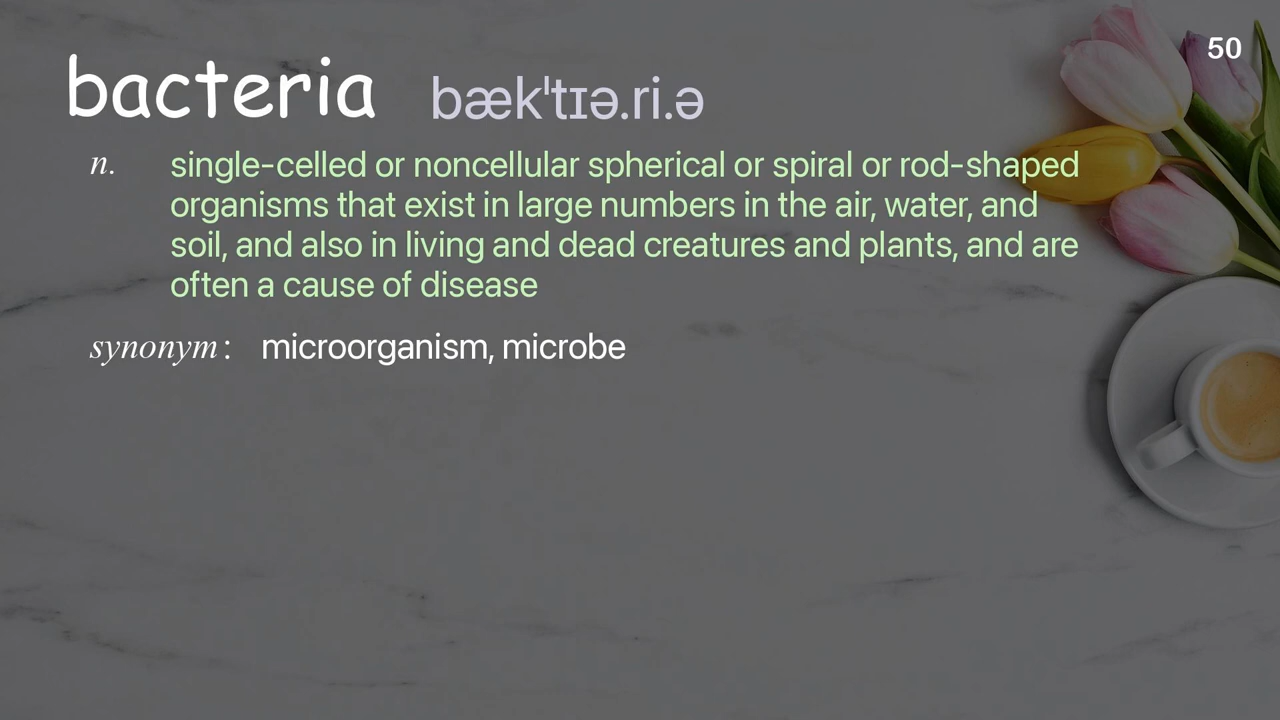 50
bacteria bækˈtɪə.ri.ə
n. single-celled or noncellular spherical or spiral or rod-shaped
organisms that exist in large numbers in the air, water, and
soil, and also in living and dead creatures and plants, and are
often a cause of disease
synonym: microorganism, microbe